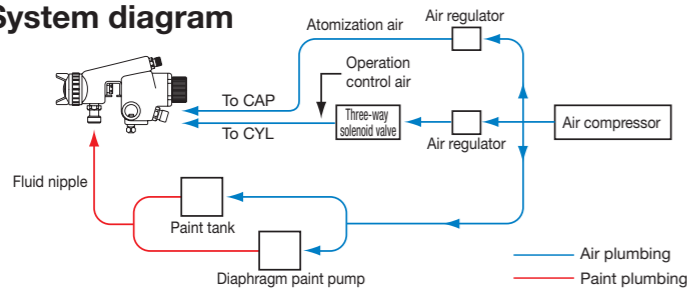 System diagram
Atomization air
Air regulator
Operation
control air
To CAP
To CYL
Three-way
solenoid valve
Air regulator
Air compressor
Fluid nipple
Paint tank
Diaphragm paint pump
Air plumbing
Paint plumbing